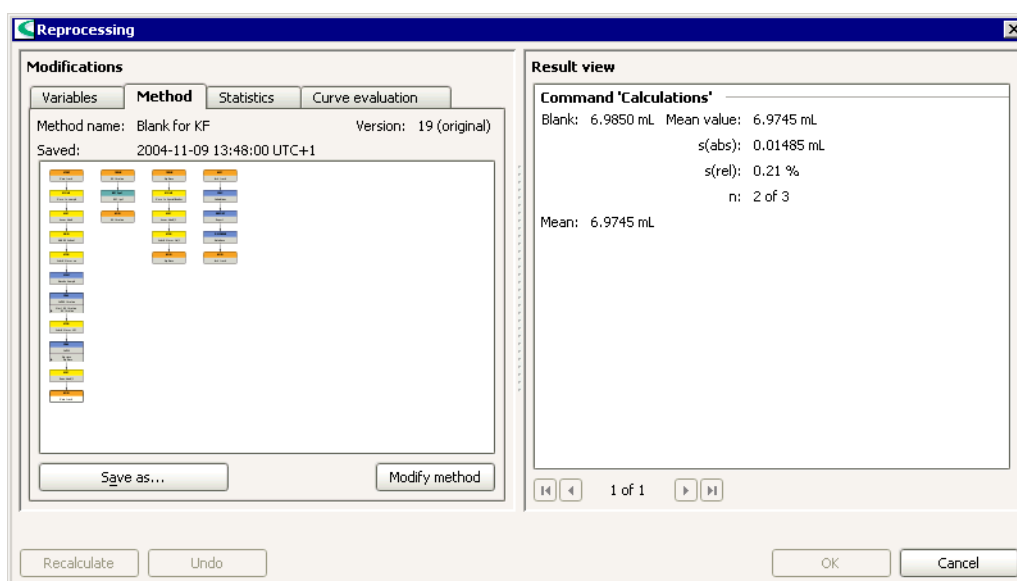 Reprocessing
Modifications
Variables Method Statistics Curve evaluation
Method name: Blank for KF Version: 19 (original)
Saved: 2004-11-09 13:48:00 UTC+1
Save as... Modify method
Result view
Command 'Calculations'
Blank: 6.9850 mL Mean value: 6.9745 mL
s(abs): 0.01485 mL
s(rel): 0.21 %
n: 2 of 3
Mean: 6.9745 mL
1 of 1
Recalculate Undo OK Cancel